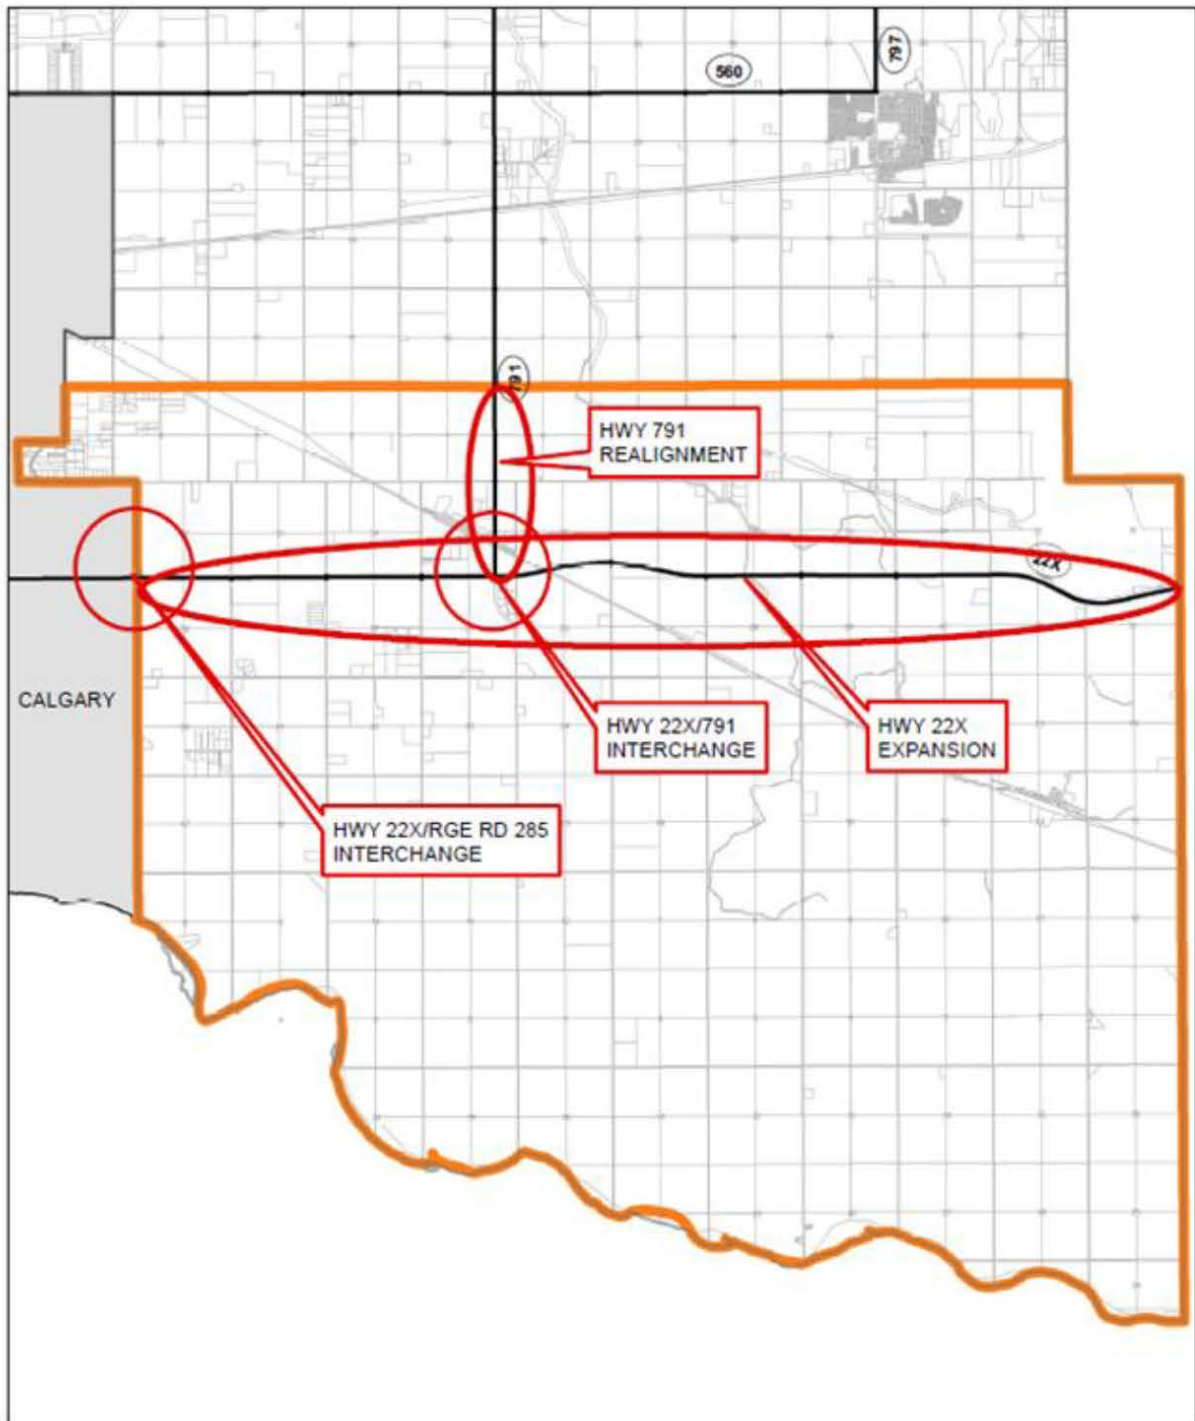 797
560
791
HWY 791
REALIGNMENT
22X
CALGARY
HWY 22X/791
INTERCHANGE
HWY 22X
EXPANSION
HWY 22X/RGE RD 285
INTERCHANGE